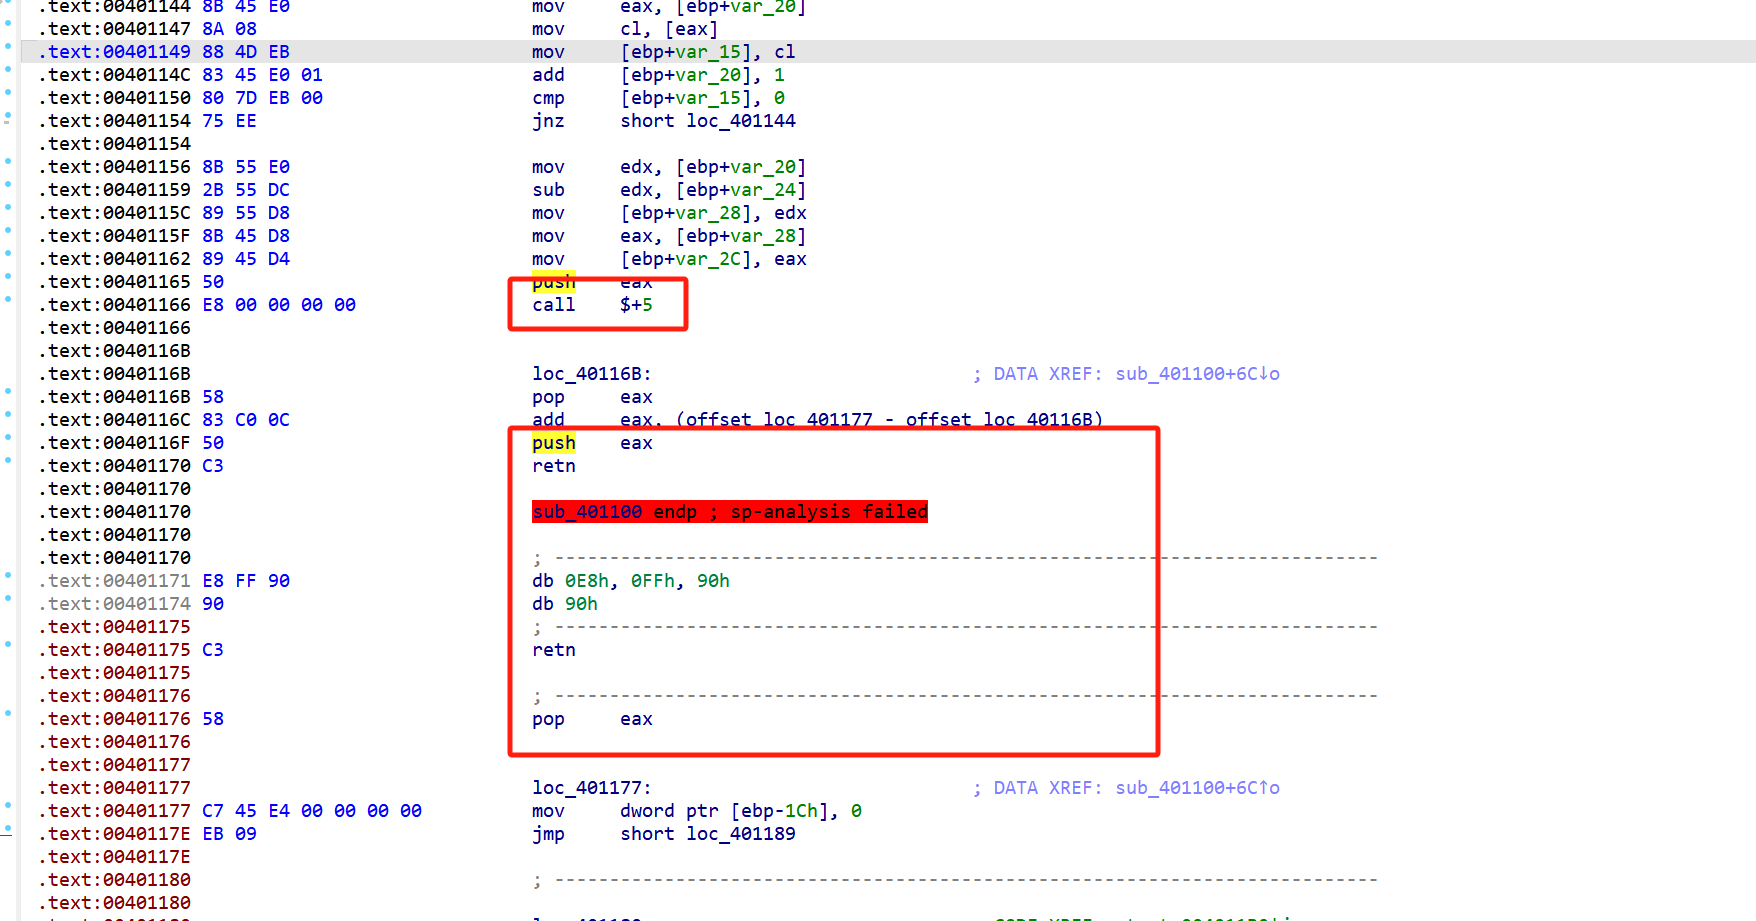 .text:00401144 8B 45 E0 mov eax, [ebp+var_20]
.text:00401147 8A 08 mov cl, [eax]
.text:00401149 88 4D EB mov [ebp+var_15], cl
.text:0040114C 83 45 E0 01 add [ebp+var_20], 1
.text:00401150 80 7D EB 00 cmp [ebp+var_15], 0
.text:00401154 75 EE jnz short loc_401144
.text:00401154
.text:00401156 8B 55 E0 mov edx, [ebp+var_20]
.text:00401159 2B 55 DC sub edx, [ebp+var_24]
.text:0040115C 89 55 D8 mov [ebp+var_28], edx
.text:0040115F 8B 45 D8 mov eax, [ebp+var_28]
.text:00401162 89 45 D4 mov [ebp+var_2C], eax
.text:00401165 50 push eax
.text:00401166 E8 00 00 00 00 call $+5
.text:00401166
.text:0040116B
.text:0040116B loc_40116B: ; DATA XREF: sub_401100+6C↓o
.text:0040116B 58 pop eax
.text:0040116C 83 C0 0C add eax, (offset loc_401177 - offset loc_40116B)
.text:0040116F 50 push eax
.text:00401170 C3 retn
.text:00401170
.text:00401170 sub_401100 endp ; sp-analysis failed
.text:00401170
.text:00401170 ; ---------------------------------------------------------------------------
.text:00401171 E8 FF 90 db 0E8h, 0FFh, 90h
.text:00401174 90 db 90h
.text:00401175 ; ---------------------------------------------------------------------------
.text:00401175 C3 retn
.text:00401175
.text:00401176 ; ---------------------------------------------------------------------------
.text:00401176 58 pop eax
.text:00401176
.text:00401177
.text:00401177 loc_401177: ; DATA XREF: sub_401100+6C↑o
.text:00401177 C7 45 E4 00 00 00 00 mov dword ptr [ebp-1Ch], 0
.text:0040117E EB 09 jmp short loc_401189
.text:0040117E
.text:00401180 ; ---------------------------------------------------------------------------
.text:00401180